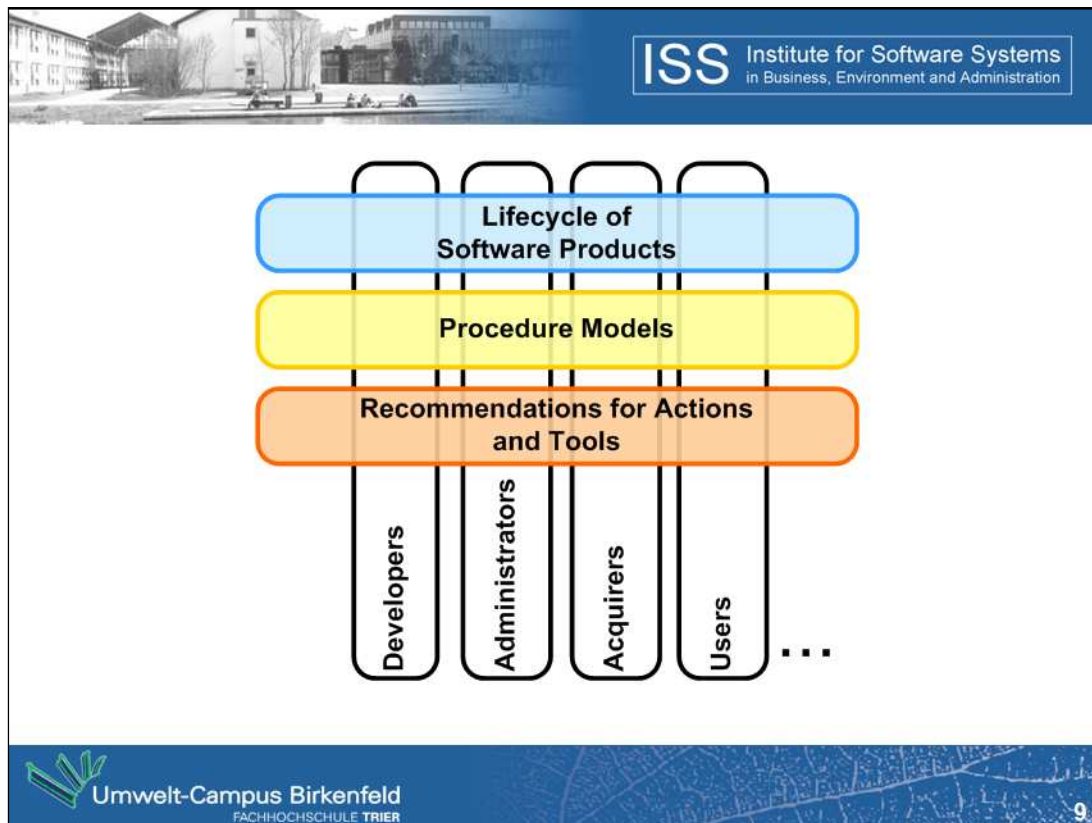 ISS Institute for Software Systems
in Business, Environment and Administration
Lifecycle of
Software Products
Procedure Models
Recommendations for Actions
and Tools
Developers
Administrators
Acquirers
Users
...
Umwelt-Campus Birkenfeld
FACHHOCHSCHULE TRIER
9